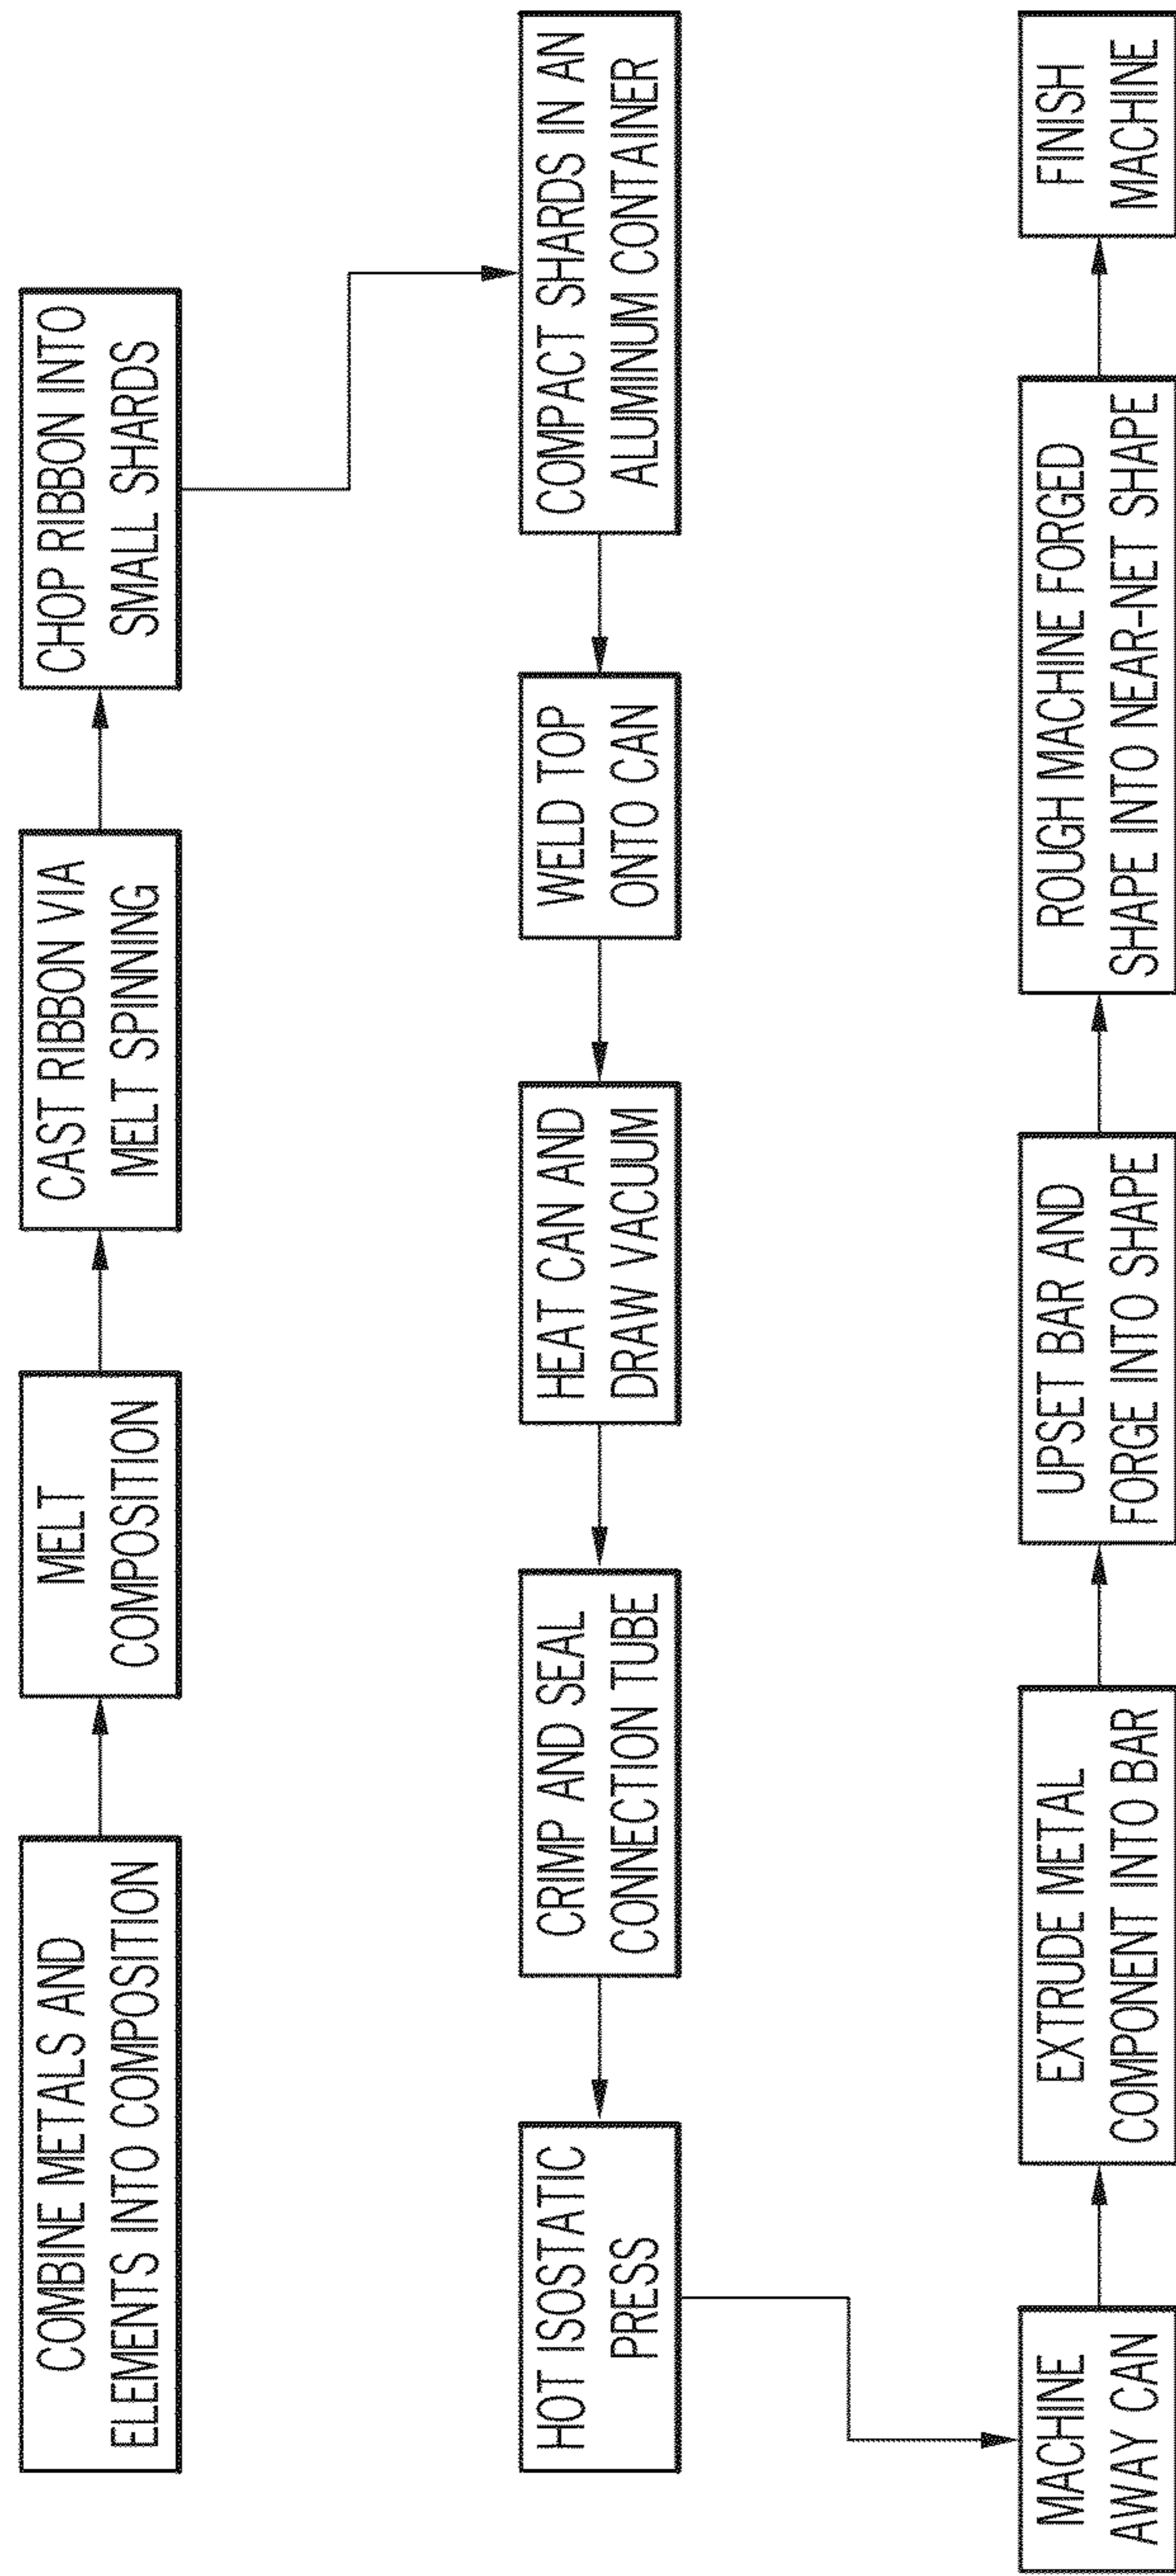 COMBINE METALS AND
ELEMENTS INTO COMPOSITION
MELT
COMPOSITION
CAST RIBBON VIA
MELT SPINNING
CHOP RIBBON INTO
SMALL SHARDS
COMPACT SHARDS IN AN
ALUMINUM CONTAINER
WELD TOP
ONTO CAN
HEAT CAN AND
DRAW VACUUM
CRIMP AND SEAL
CONNECTION TUBE
HOT ISOSTATIC
PRESS
MACHINE
AWAY CAN
EXTRUDE METAL
COMPONENT INTO BAR
UPSET BAR AND
FORGE INTO SHAPE
ROUGH MACHINE FORGED
SHAPE INTO NEAR-NET SHAPE
FINISH
MACHINE